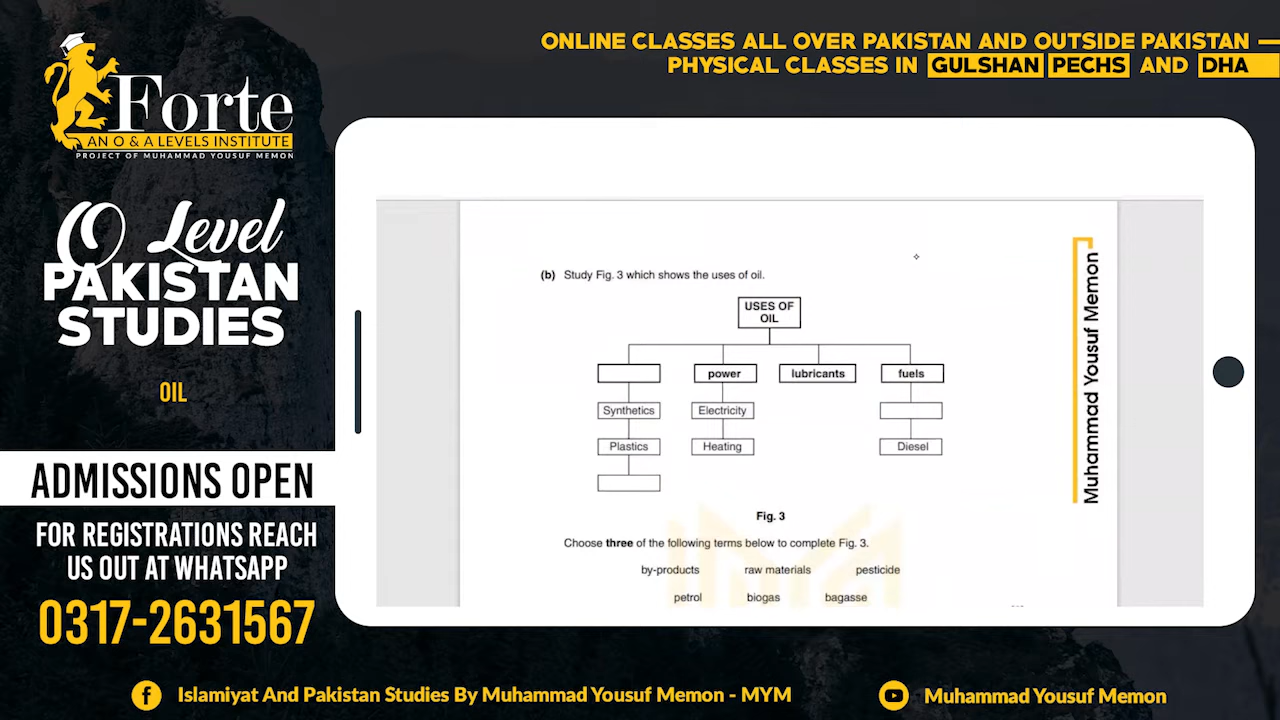 Forte
AN O & A LEVELS INSTITUTE
PROJECT OF MUHAMMAD YOUSUF MEMON
O Level
PAKISTAN
STUDIES
OIL
ADMISSIONS OPEN
FOR REGISTRATIONS REACH
US OUT AT WHATSAPP
0317-2631567
ONLINE CLASSES ALL OVER PAKISTAN AND OUTSIDE PAKISTAN
PHYSICAL CLASSES IN GULSHAN PECHS AND DHA
(b) Study Fig. 3 which shows the uses of oil.
USES OF
OIL
power lubricants fuels
Synthetics Electricity
Plastics Heating Diesel
Fig. 3
Choose three of the following terms below to complete Fig. 3.
by-products raw materials pesticide
petrol biogas bagasse
Muhammad Yousuf Memon
Islamiyat And Pakistan Studies By Muhammad Yousuf Memon - MYM
Muhammad Yousuf Memon